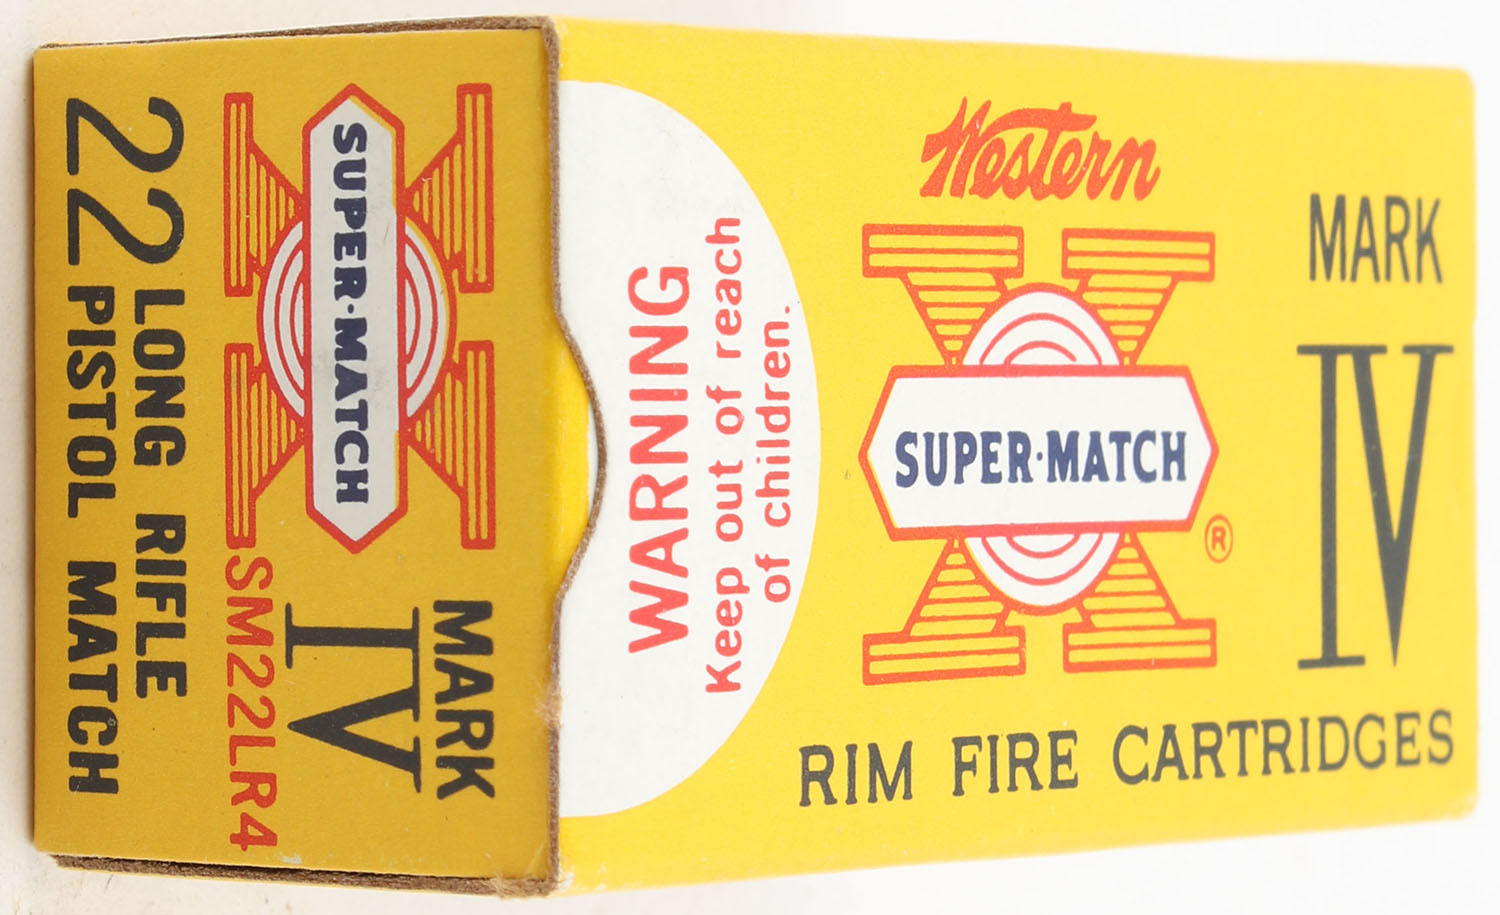 Western
SUPER·MATCH
®
MARK
IV
RIM FIRE CARTRIDGES
WARNING
Keep out of reach
of children.
SUPER·MATCH
MARK
IV
SM22LR4
22 LONG RIFLE
22 PISTOL MATCH